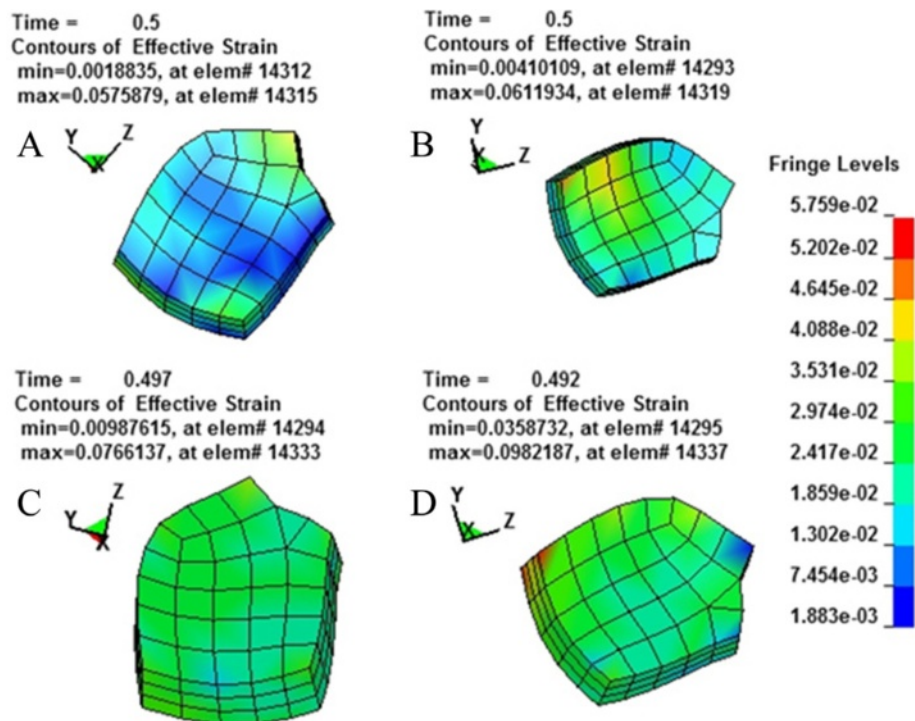 Time = 0.5
Contours of Effective Strain
min=0.0018835, at elem# 14312
max=0.0575879, at elem# 14315
A
Y
Z
X
Time = 0.5
Contours of Effective Strain
min=0.00410109, at elem# 14293
max=0.0611934, at elem# 14319
B
Y
X
Z
Fringe Levels
5.759e-02
5.202e-02
4.645e-02
4.088e-02
3.531e-02
2.974e-02
2.417e-02
1.859e-02
1.302e-02
7.454e-03
1.883e-03
Time = 0.497
Contours of Effective Strain
min=0.00987615, at elem# 14294
max=0.0766137, at elem# 14333
C
Z
Y
X
Time = 0.492
Contours of Effective Strain
min=0.0358732, at elem# 14295
max=0.0982187, at elem# 14337
D
Y
Z
X